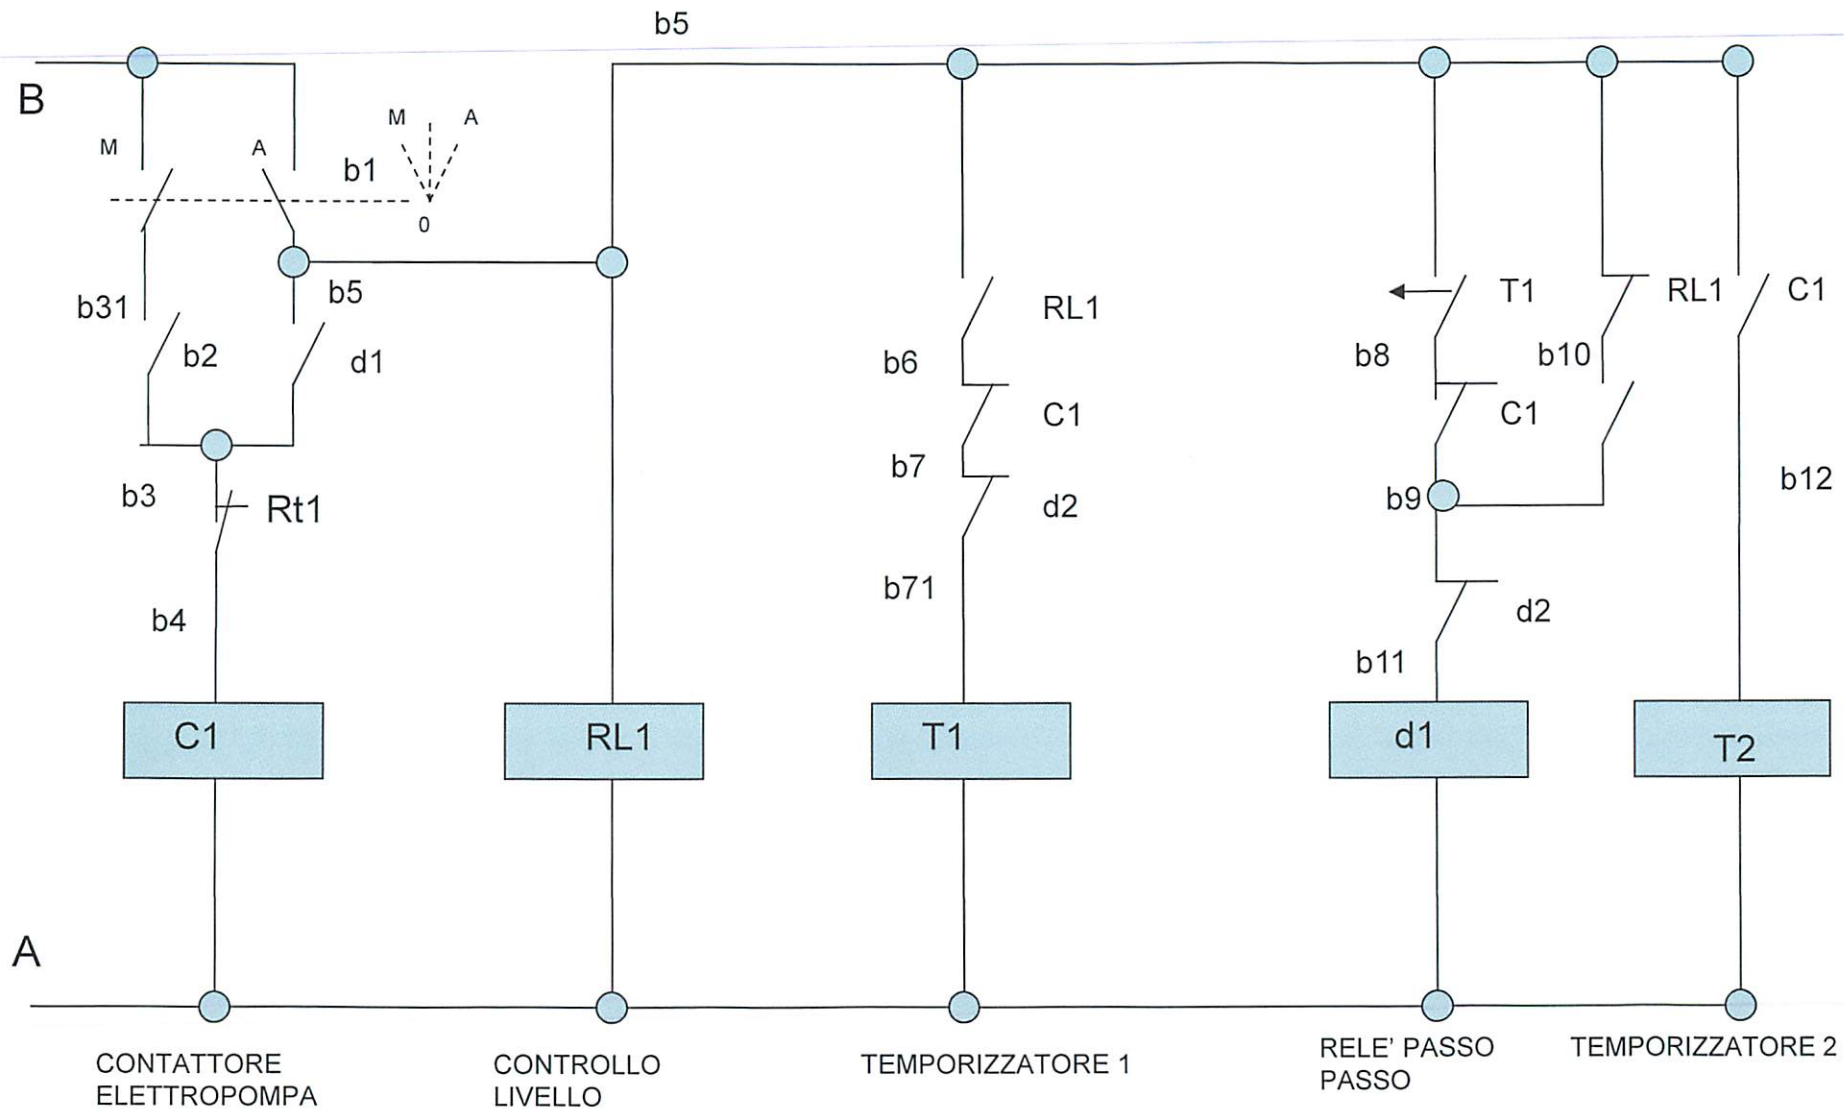 b5
B
M
A
M
A
b1
0
b31
b5
b2
d1
b3
Rt1
b4
RL1
b6
C1
b7
d2
b71
T1
b8
RL1
b10
C1
C1
b9
b12
d2
b11
C1
RL1
T1
d1
T2
A
CONTATTORE
ELETTROPOMPA
CONTROLLO
LIVELLO
TEMPORIZZATORE 1
RELE' PASSO
PASSO
TEMPORIZZATORE 2